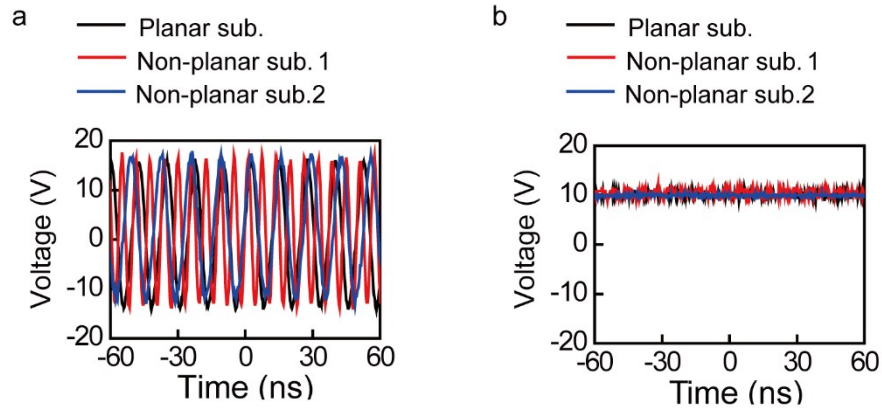 a
Planar sub.
Non-planar sub. 1
Non-planar sub.2
Voltage (V)
20
10
0
-10
-20
-60 -30 0 30 60
Time (ns)
b
Planar sub.
Non-planar sub. 1
Non-planar sub.2
Voltage (V)
20
10
0
-10
-20
-60 -30 0 30 60
Time (ns)